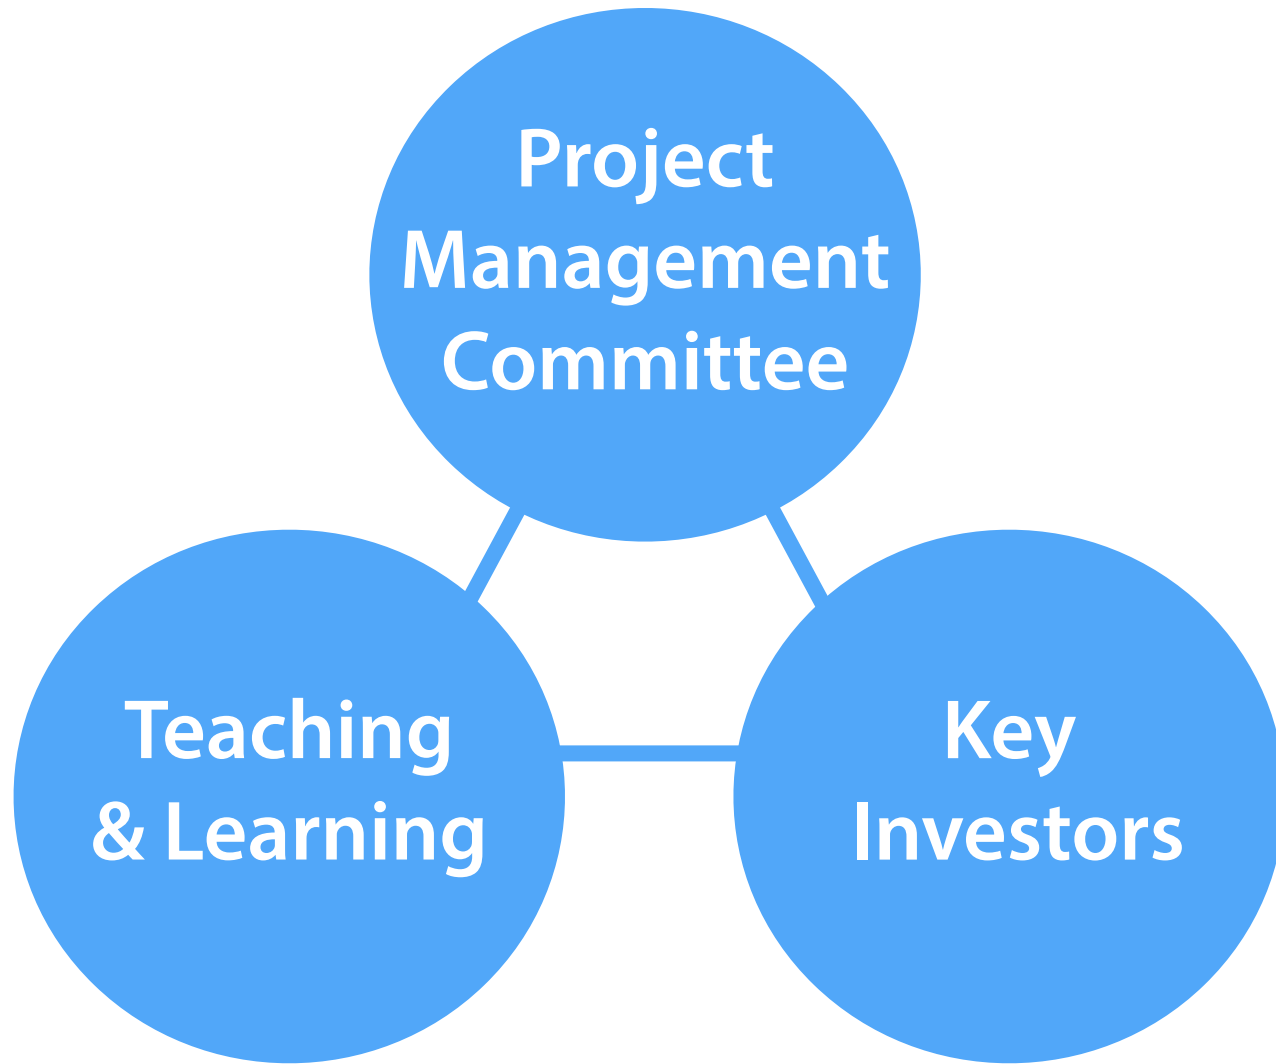 Project
Management
Committee
Teaching
& Learning
Key
Investors